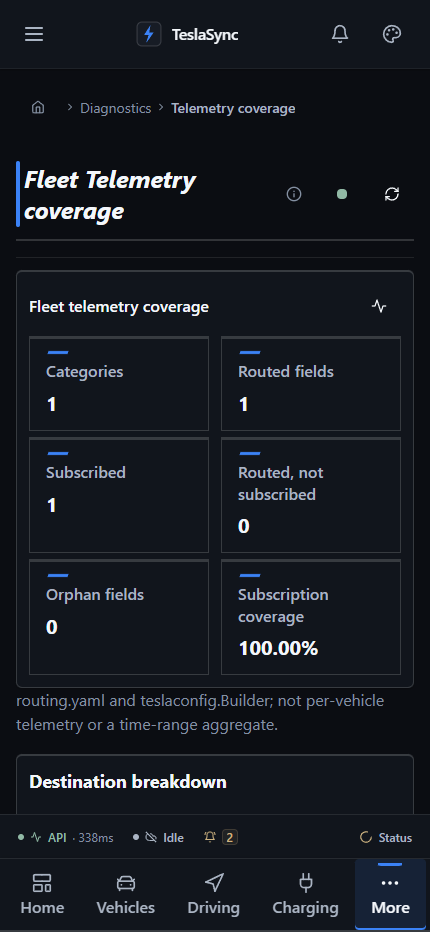 TeslaSync
Diagnostics
Telemetry coverage
Fleet Telemetry
coverage
Fleet telemetry coverage
Categories
1
Routed fields
1
Subscribed
1
Routed, not
subscribed
0
Orphan fields
0
Subscription
coverage
100.00%
routing.yaml and teslaconfig.Builder; not per-vehicle
telemetry or a time-range aggregate.
Destination breakdown
API · 338ms
Idle
2
Status
Home
Vehicles
Driving
Charging
More